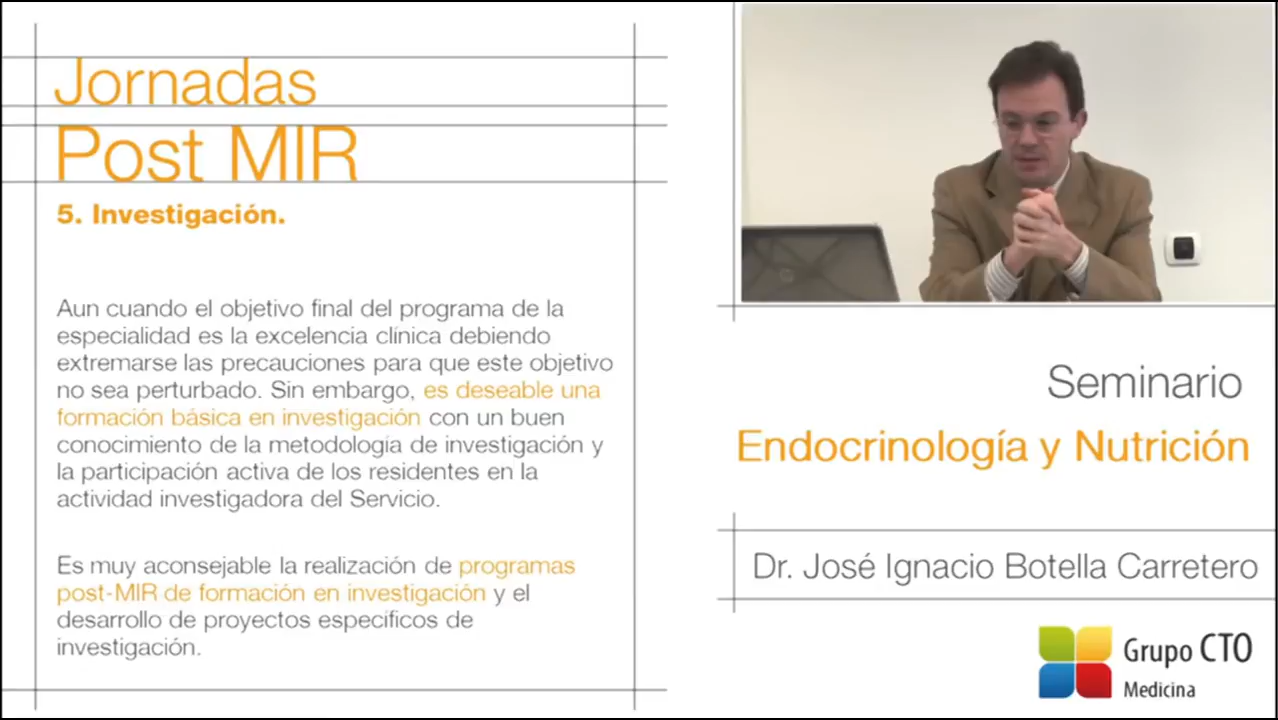 Jornadas
Post MIR
5. Investigación.
Aun cuando el objetivo final del programa de la
especialidad es la excelencia clínica debiendo
extremarse las precauciones para que este objetivo
no sea perturbado. Sin embargo, es deseable una
formación básica en investigación con un buen
conocimiento de la metodología de investigación y
la participación activa de los residentes en la
actividad investigadora del Servicio.
Es muy aconsejable la realización de programas
post-MIR de formación en investigación y el
desarrollo de proyectos específicos de
investigación.
Seminario
Endocrinología y Nutrición
Dr. José Ignacio Botella Carretero
Grupo CTO
Medicina